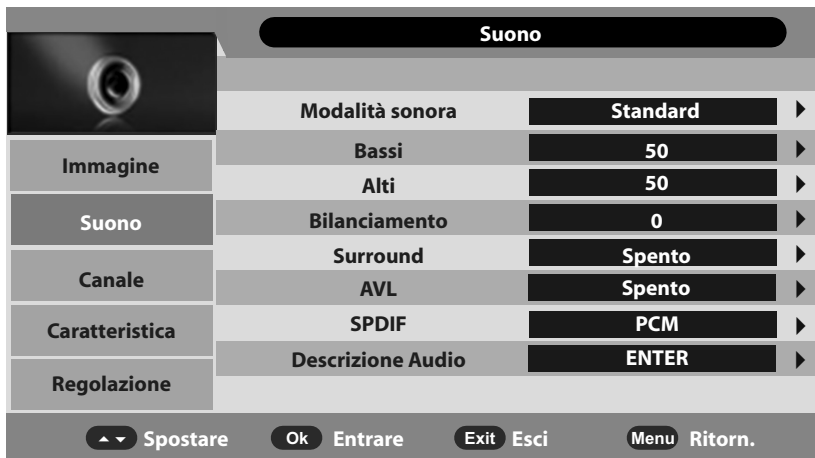 Suono
Modalità sonora Standard
Bassi 50
Alti 50
Bilanciamento 0
Surround Spento
AVL Spento
SPDIF PCM
Descrizione Audio ENTER
Immagine
Suono
Canale
Caratteristica
Regolazione
Spostare Ok Entrare Exit Esci Menu Ritorn.